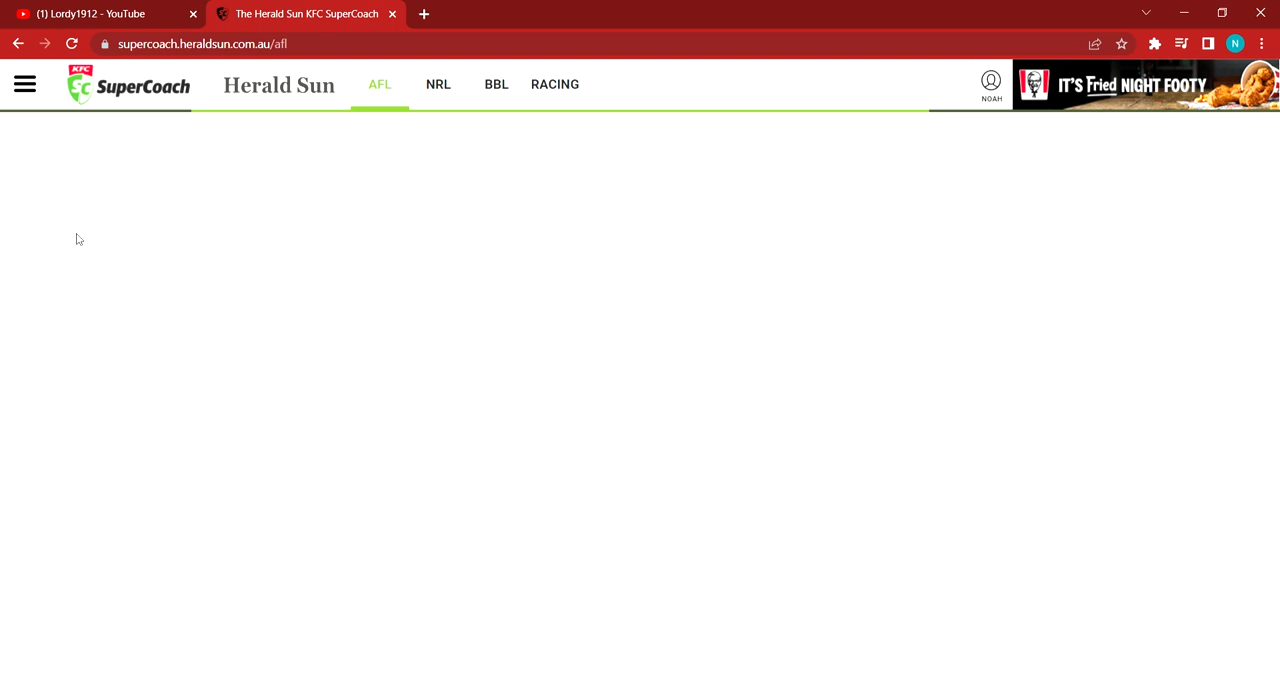 (1) Lordy1912 - YouTube
The Herald Sun KFC SuperCoach
supercoach.heraldsun.com.au/afl
N
KFC
SC SuperCoach
Herald Sun
AFL
NRL
BBL
RACING
NOAH
IT'S Fried NIGHT FOOTY